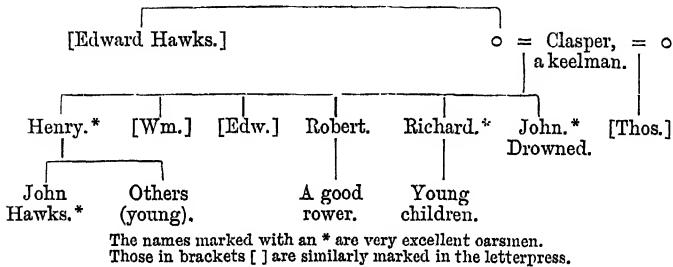 [Edward Hawks.] o = Clasper, = o
a keelman.
Henry.* [Wm.] [Edw.] Robert. Richard.* John.* [Thos.]
Drowned.
John Others A good Young
Hawks.* (young). rower. children.
The names marked with an * are very excellent oarsmen.
Those in brackets [ ] are similarly marked in the letterpress.